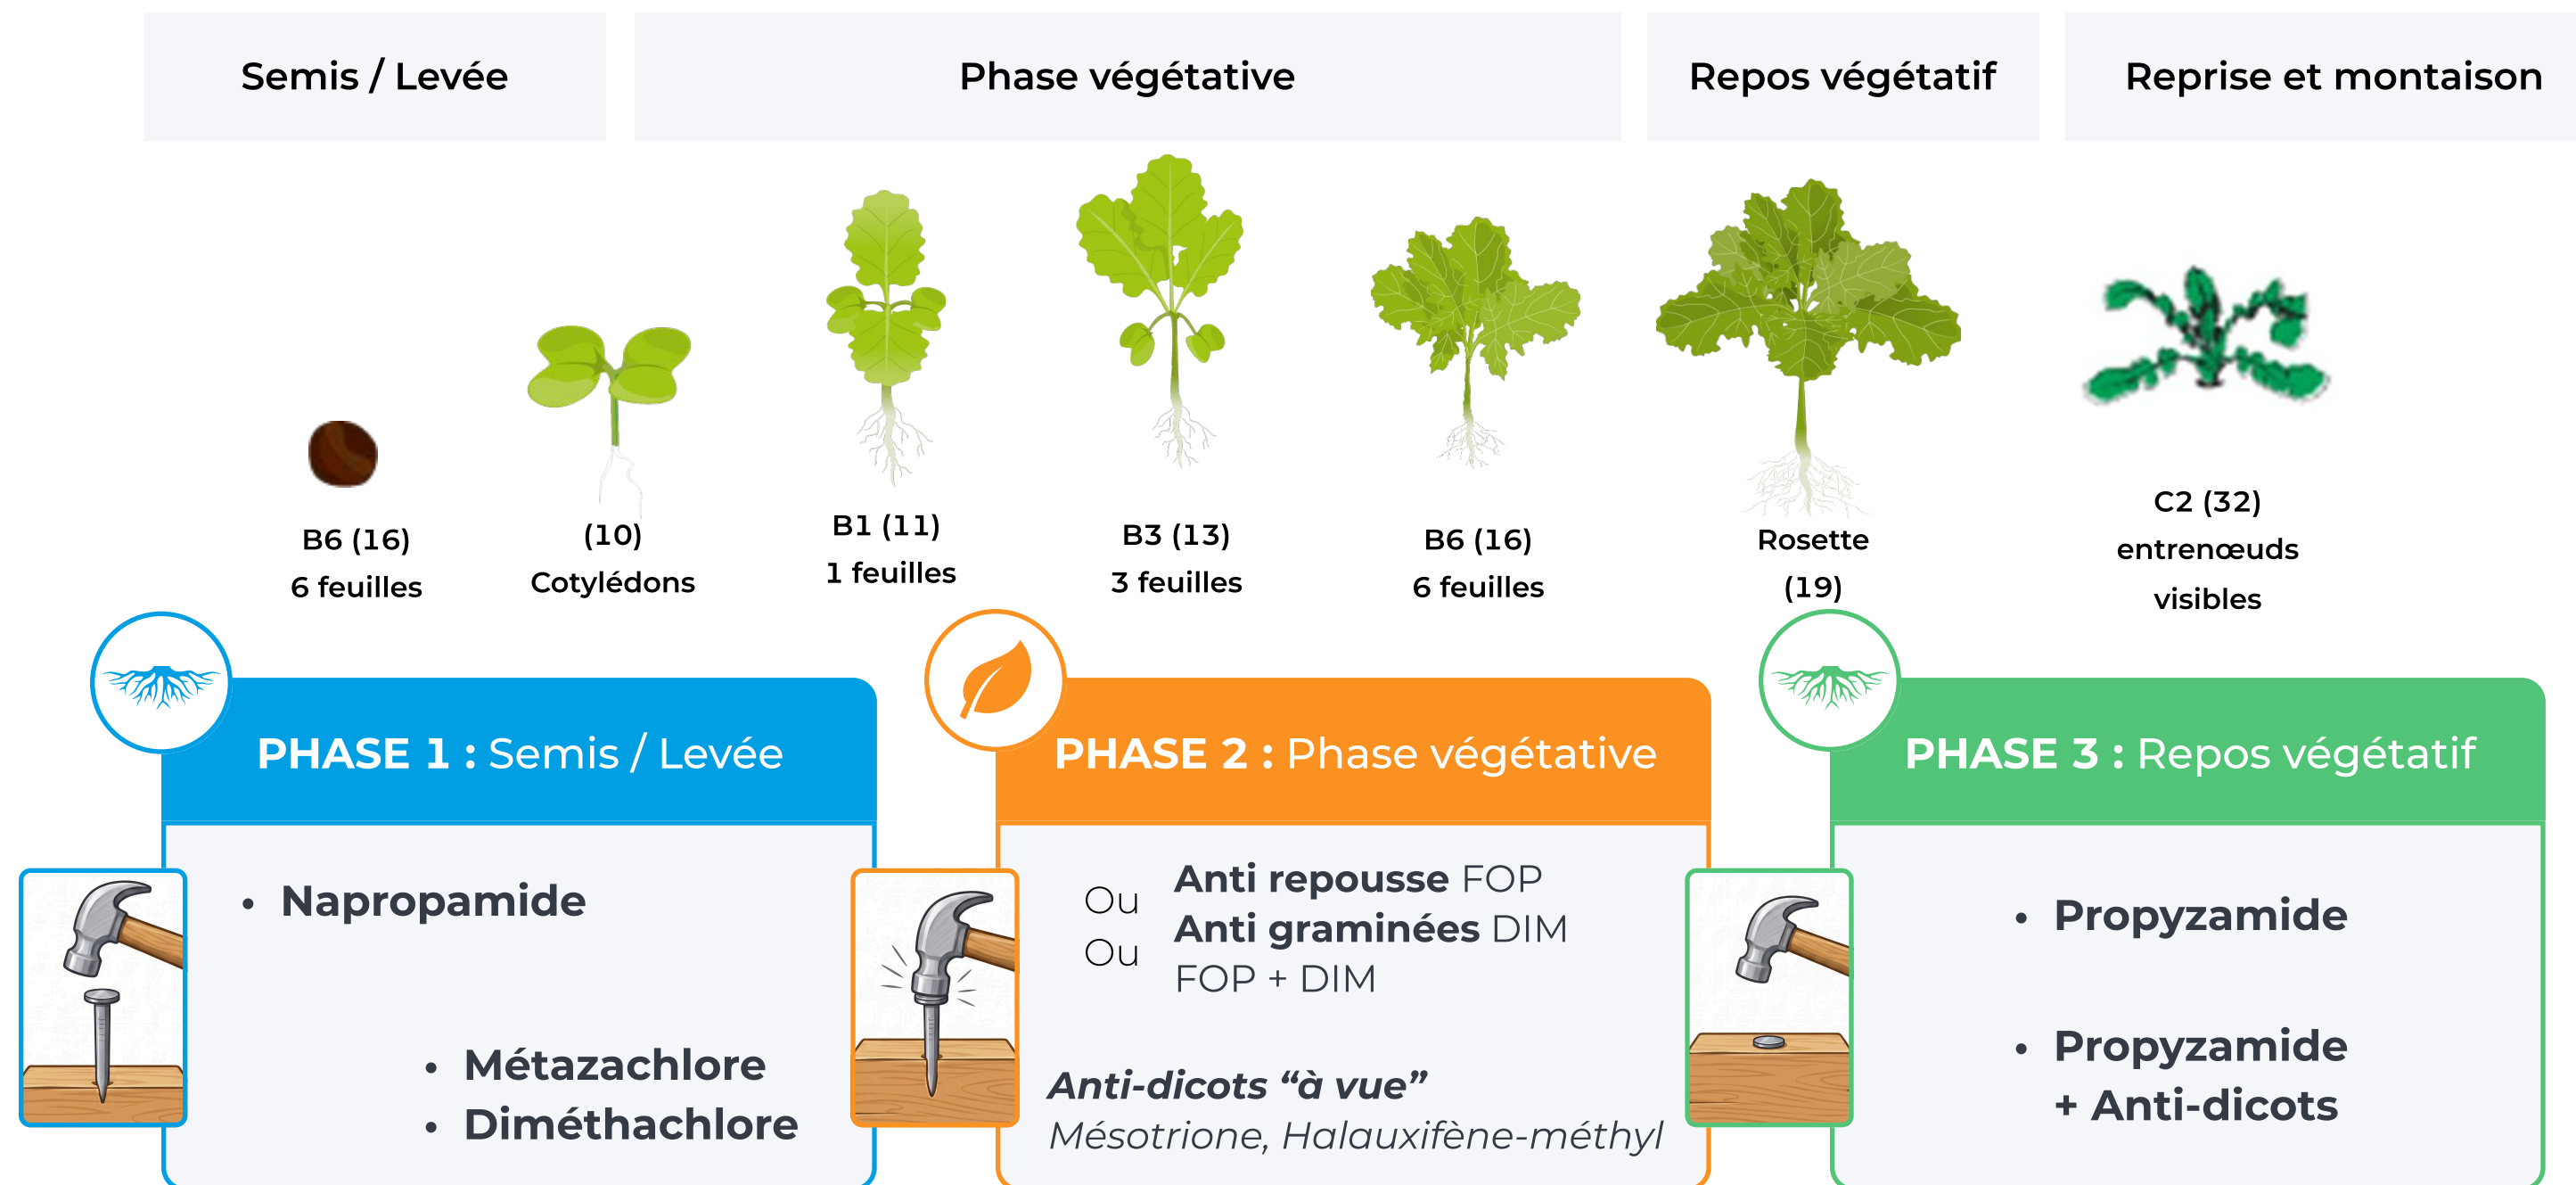 Semis / Levée
Phase végétative
Repos végétatif
Reprise et montaison
B6 (16)
6 feuilles
(10)
Cotylédons
B1 (11)
1 feuilles
B3 (13)
3 feuilles
B6 (16)
6 feuilles
Rosette
(19)
C2 (32)
entrenœuds
visibles
PHASE 1 : Semis / Levée
• Napropamide
• Métazachlore
• Diméthachlore
PHASE 2 : Phase végétative
Anti repousse FOP
Ou
Anti graminées DIM
Ou
FOP + DIM
Anti-dicots “à vue”
Mésotrione, Halauxifène-méthyl
PHASE 3 : Repos végétatif
• Propyzamide
• Propyzamide
+ Anti-dicots